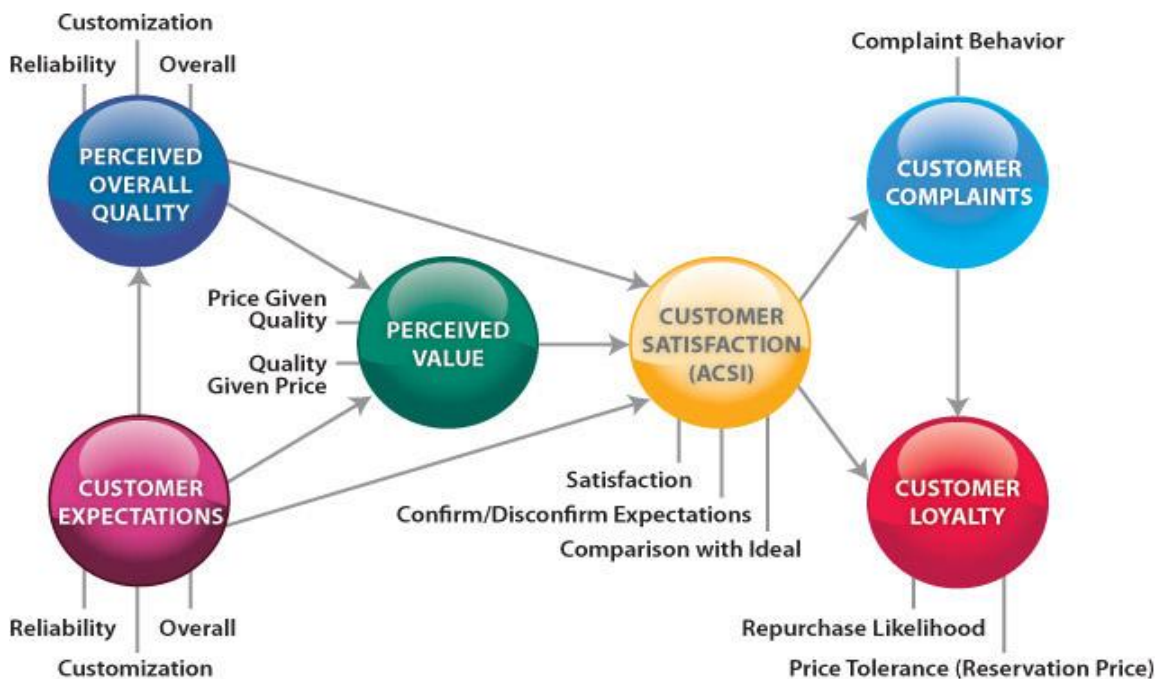 Customization
Reliability
Overall
PERCEIVED
OVERALL
QUALITY
Complaint Behavior
CUSTOMER
COMPLAINTS
Price Given
Quality
Quality
Given Price
PERCEIVED
VALUE
CUSTOMER
SATISFACTION
(ACSI)
CUSTOMER
EXPECTATIONS
Reliability
Overall
Customization
Satisfaction
Confirm/Disconfirm Expectations
Comparison with Ideal
CUSTOMER
LOYALTY
Repurchase Likelihood
Price Tolerance (Reservation Price)